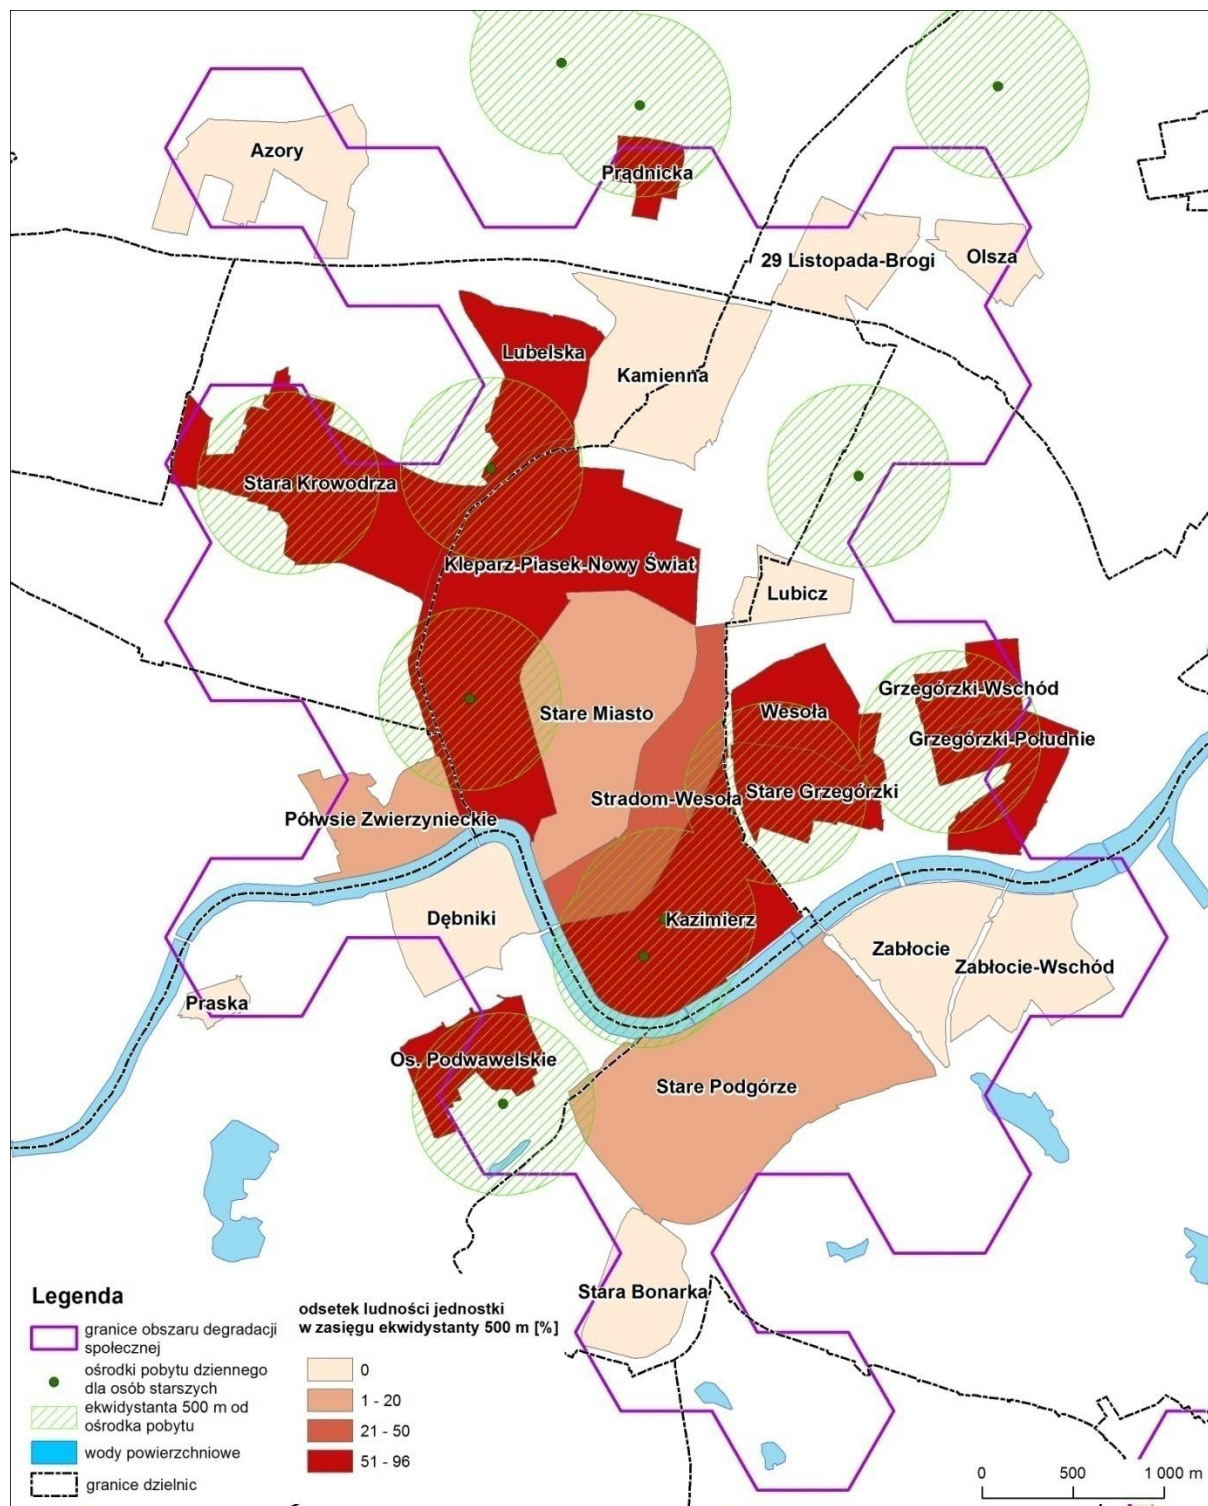 Azory
Prądnicka
29 Listopada-Brogi
Olsza
Lubelska
Kamienna
Stara Krowodrza
Kleparz-Piasek-Nowy Świat
Lubicz
Grzegórzki-Wschód
Stare Miasto
Wesoła
Grzegórzki-Południe
Stradom-Wesoła
Stare Grzegórzki
Półwsie Zwierzynieckie
Dębniki
Kazimierz
Zabłocie
Zabłocie-Wschód
Praska
Os. Podwawelskie
Stare Podgórze
Stara Bonarka
Legenda
granice obszaru degradacji
społecznej
ośrodki pobytu dziennego
dla osób starszych
ekwidystanta 500 m od
ośrodka pobytu
wody powierzchniowe
granice dzielnic
odsetek ludności jednostki
w zasięgu ekwidystanty 500 m [%]
0
1 - 20
21 - 50
51 - 96
0 500 1 000 m